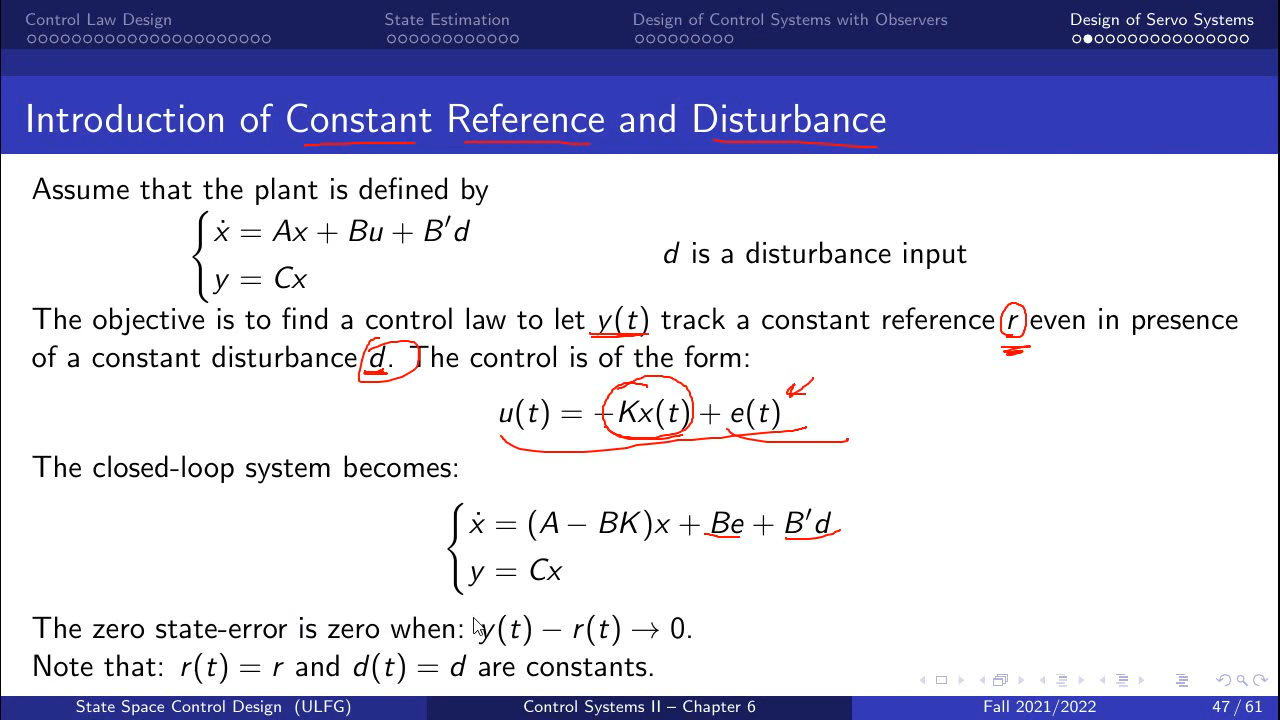 Control Law Design State Estimation Design of Control Systems with Observers Design of Servo Systems
Introduction of Constant Reference and Disturbance
Assume that the plant is defined by
ẋ = Ax + Bu + B′d
d is a disturbance input
y = Cx
The objective is to find a control law to let y(t) track a constant reference r even in presence
of a constant disturbance d. The control is of the form:
u(t) = −Kx(t) + e(t)
The closed-loop system becomes:
ẋ = (A − BK)x + Be + B′d
y = Cx
The zero state-error is zero when: y(t) − r(t) → 0.
Note that: r(t) = r and d(t) = d are constants.
State Space Control Design (ULFG) Control Systems II – Chapter 6 Fall 2021/2022 47 / 61